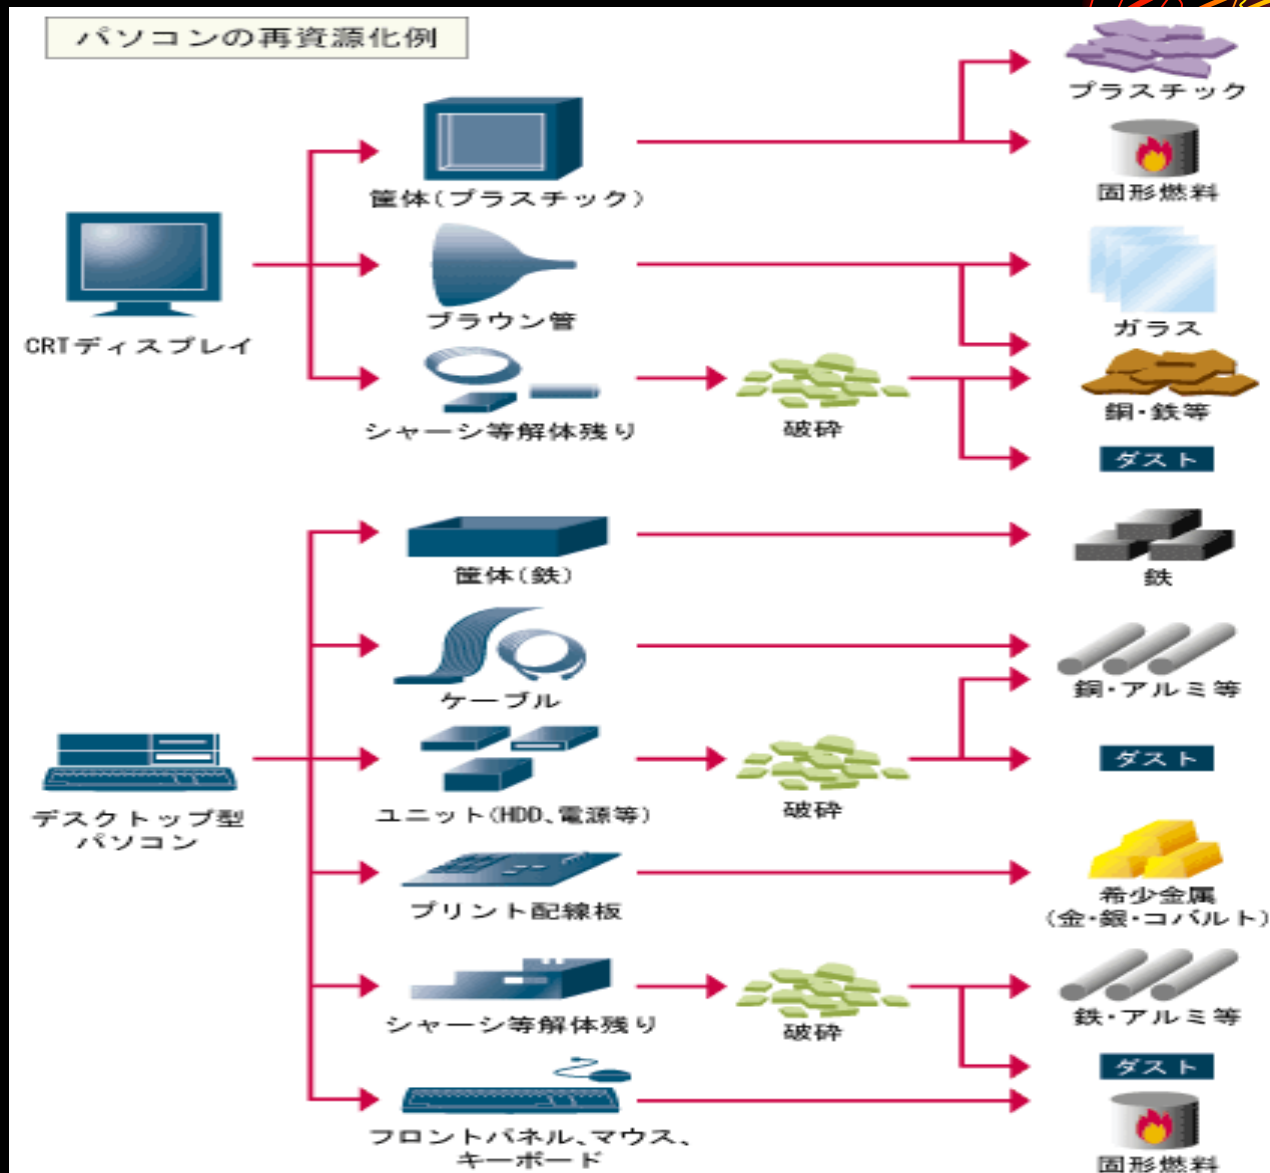 パソコンの再資源化例
プラスチック
筐体(プラスチック)
固形燃料
CRTディスプレイ
ブラウン管
ガラス
シャーシ等解体残り
破砕
銅・鉄等
ダスト
筐体(鉄)
鉄
ケーブル
銅・アルミ等
デスクトップ型
パソコン
ユニット(HDD、電源等)
破砕
ダスト
プリント配線板
希少金属
(金・銀・コバルト)
シャーシ等解体残り
破砕
鉄・アルミ等
ダスト
フロントパネル、マウス、
キーボード
固形燃料